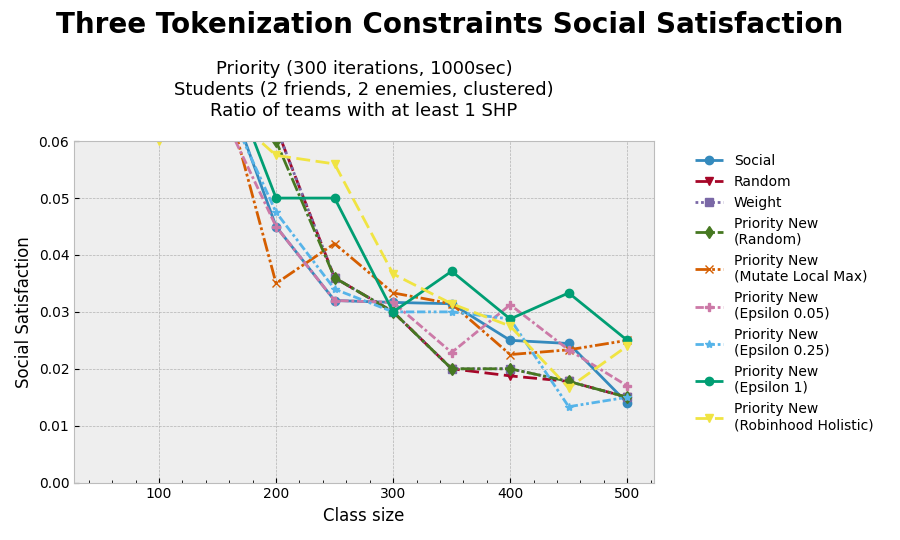 Three Tokenization Constraints Social Satisfaction
Priority (300 iterations, 1000sec)
Students (2 friends, 2 enemies, clustered)
Ratio of teams with at least 1 SHP
0.06
0.05
0.04
0.03
0.02
0.01
0.00
Social Satisfaction
100
200
300
400
500
Class size
Social
Random
Weight
Priority New
(Random)
Priority New
(Mutate Local Max)
Priority New
(Epsilon 0.05)
Priority New
(Epsilon 0.25)
Priority New
(Epsilon 1)
Priority New
(Robinhood Holistic)